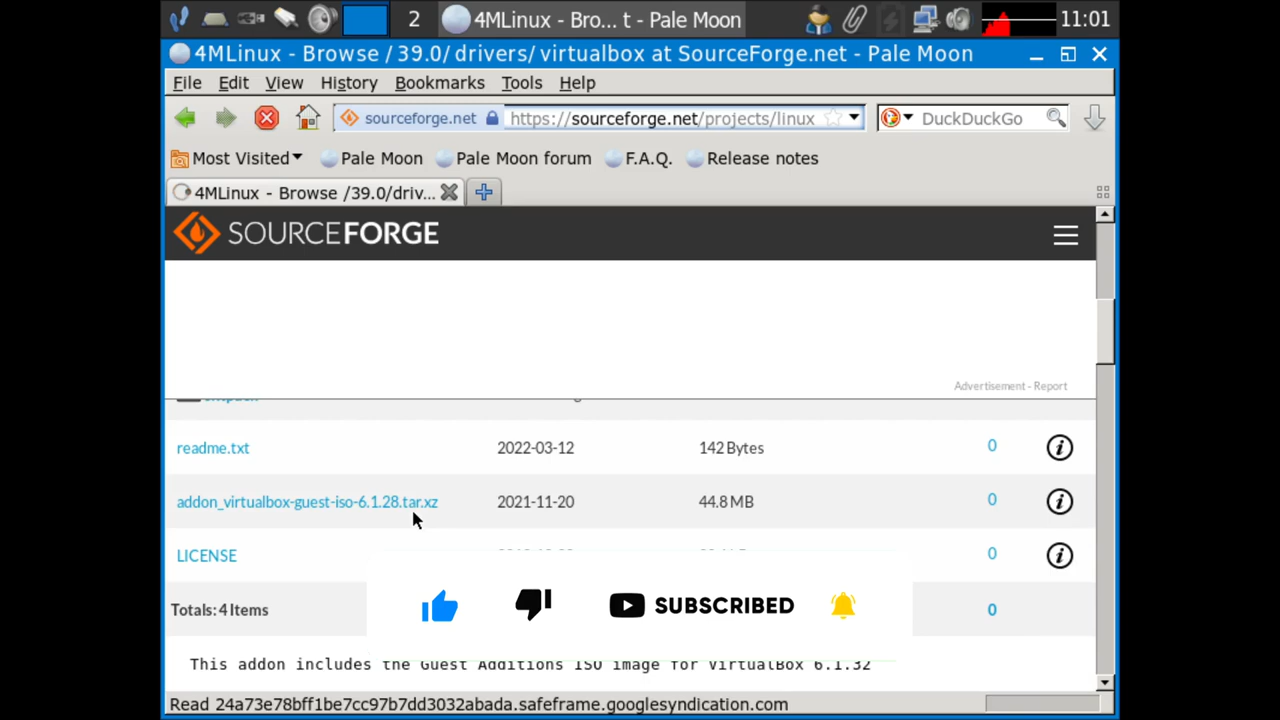 2
4MLinux - Bro... t - Pale Moon
11:01
4MLinux - Browse / 39.0/ drivers/ virtualbox at SourceForge.net - Pale Moon
File Edit View History Bookmarks Tools Help
sourceforge.net https://sourceforge.net/projects/linux DuckDuckGo
Most Visited Pale Moon Pale Moon forum F.A.Q. Release notes
4MLinux - Browse /39.0/driv...
SOURCEFORGE
Advertisement - Report
readme.txt 2022-03-12 142 Bytes 0
addon_virtualbox-guest-iso-6.1.28.tar.xz 2021-11-20 44.8 MB 0
LICENSE 0
Totals: 4 Items 0
SUBSCRIBED
This addon includes the Guest Additions ISO image for VirtualBox 6.1.32
Read 24a73e78bff1be7cc97b7dd3032abada.safeframe.googlesyndication.com